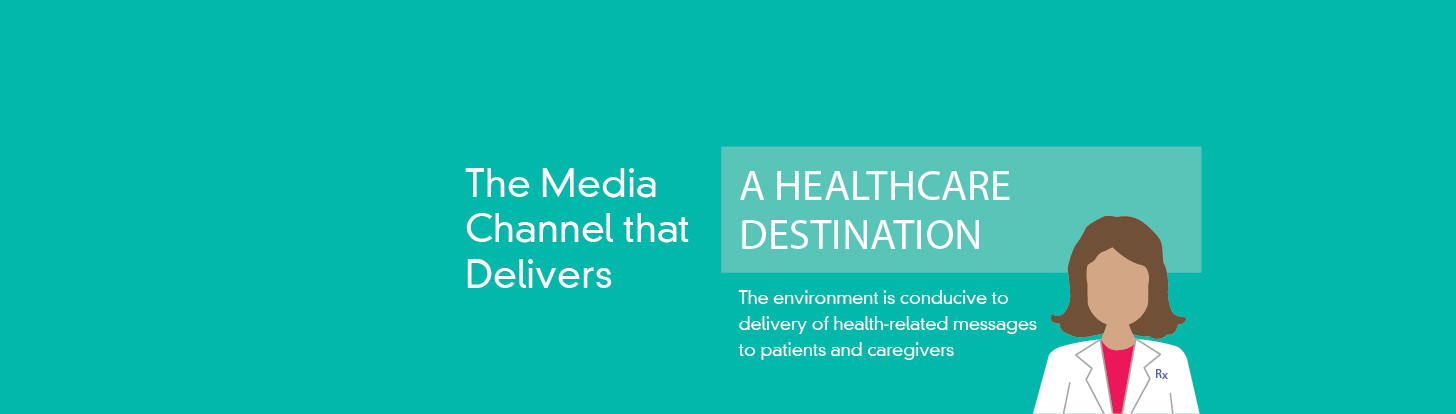 The Media
Channel that
Delivers
A HEALTHCARE
DESTINATION
The environment is conducive to
delivery of health-related messages
to patients and caregivers
Rx